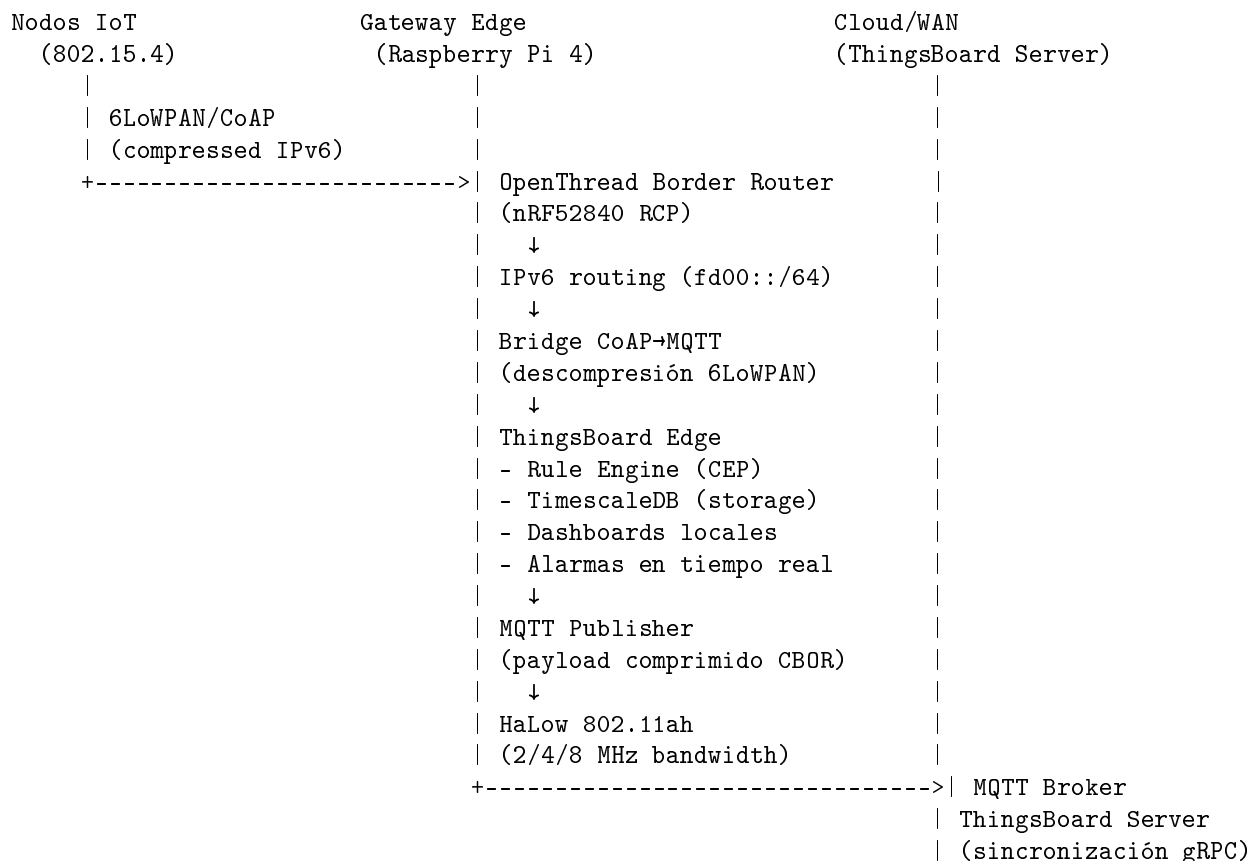 Nodos IoT Gateway Edge Cloud/WAN
(802.15.4) (Raspberry Pi 4) (ThingsBoard Server)
| | |
| 6LoWPAN/CoAP | |
| (compressed IPv6) | |
+-------------------------->| OpenThread Border Router |
| (nRF52840 RCP) |
| ↓ |
| IPv6 routing (fd00::/64) |
| ↓ |
| Bridge CoAP→MQTT |
| (descompresión 6LoWPAN) |
| ↓ |
| ThingsBoard Edge |
| - Rule Engine (CEP) |
| - TimescaleDB (storage) |
| - Dashboards locales |
| - Alarmas en tiempo real |
| ↓ |
| MQTT Publisher |
| (payload comprimido CBOR) |
| ↓ |
| HaLow 802.11ah |
| (2/4/8 MHz bandwidth) |
+-------------------------------->| MQTT Broker
| ThingsBoard Server
| (sincronización gRPC)